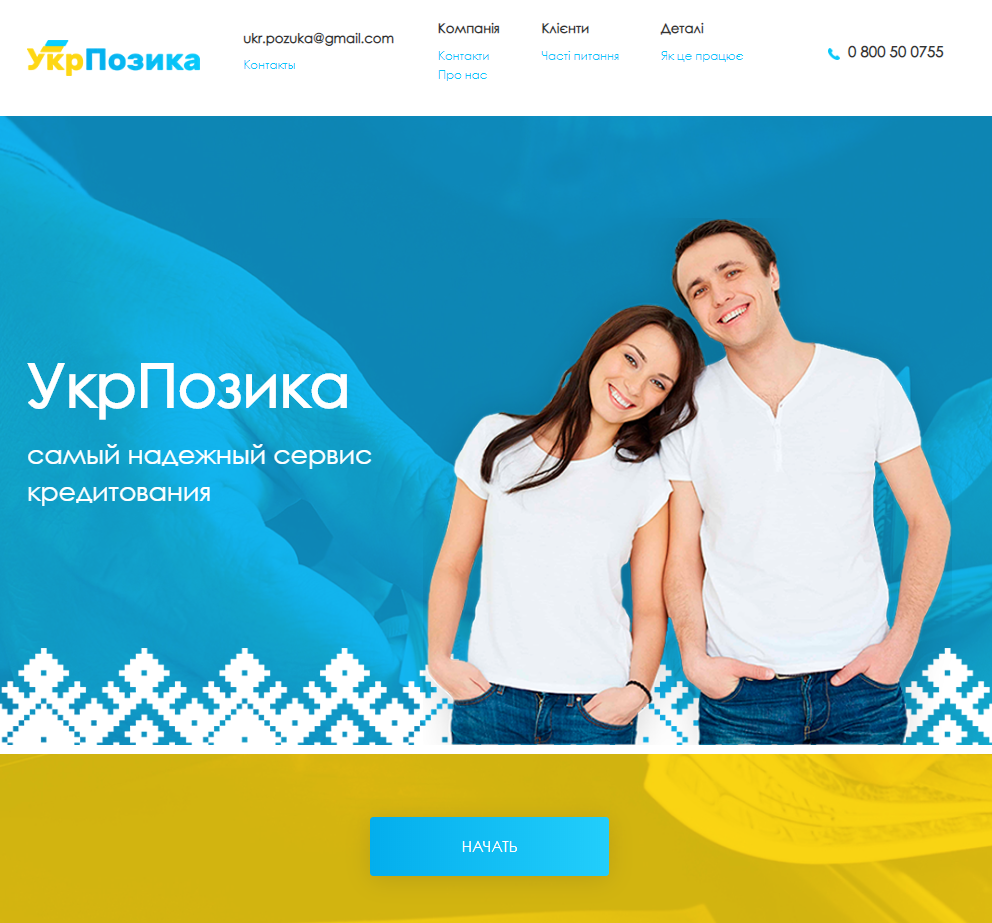 УкрПозика
ukr.pozuka@gmail.com
Контакты
Компанія
Контакти
Про нас
Клієнти
Часті питання
Деталі
Як це працює
0 800 50 0755
УкрПозика
самый надежный сервис
кредитования
НАЧАТЬ